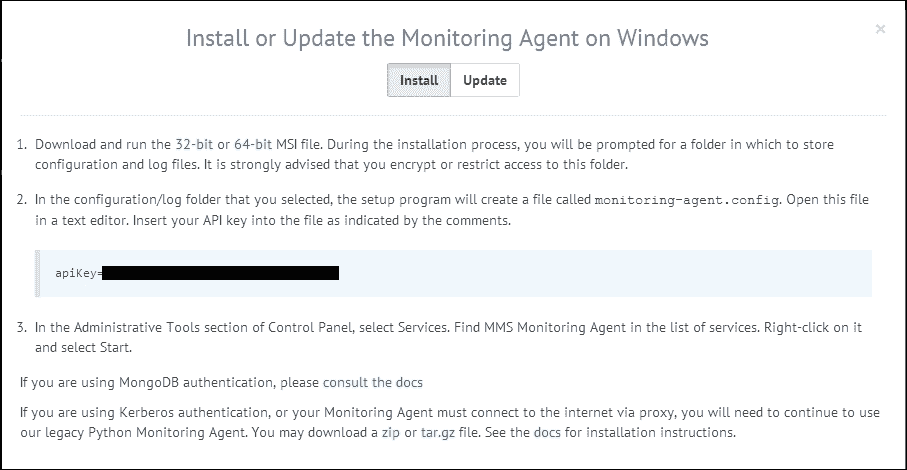 Install or Update the Monitoring Agent on Windows
×
Install Update
1. Download and run the 32-bit or 64-bit MSI file. During the installation process, you will be prompted for a folder in which to store
configuration and log files. It is strongly advised that you encrypt or restrict access to this folder.
2. In the configuration/log folder that you selected, the setup program will create a file called monitoring-agent.config. Open this file
in a text editor. Insert your API key into the file as indicated by the comments.
apiKey=
3. In the Administrative Tools section of Control Panel, select Services. Find MMS Monitoring Agent in the list of services. Right-click on it
and select Start.
If you are using MongoDB authentication, please consult the docs
If you are using Kerberos authentication, or your Monitoring Agent must connect to the internet via proxy, you will need to continue to use
our legacy Python Monitoring Agent. You may download a zip or tar.gz file. See the docs for installation instructions.